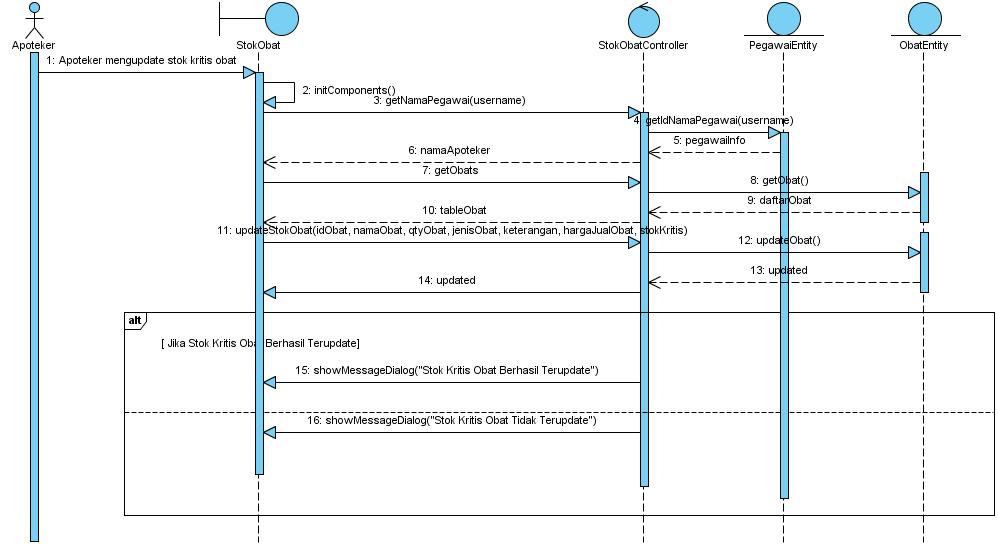 Apoteker
StokObat
StokObatController
PegawaiEntity
ObatEntity
1: Apoteker mengupdate stok kritis obat
2: initComponents()
3: getNamaPegawai(username)
4: getIdNamaPegawai(username)
5: pegawaiInfo
6: namaApoteker
7: getObats
8: getObat()
9: daftarObat
10: tableObat
11: updateStokObat(idObat, namaObat, qtyObat, jenisObat, keterangan, hargaJualObat, stokKritis)
12: updateObat()
13: updated
14: updated
alt
[ Jika Stok Kritis Obat Berhasil Terupdate]
15: showMessageDialog("Stok Kritis Obat Berhasil Terupdate")
16: showMessageDialog("Stok Kritis Obat Tidak Terupdate")